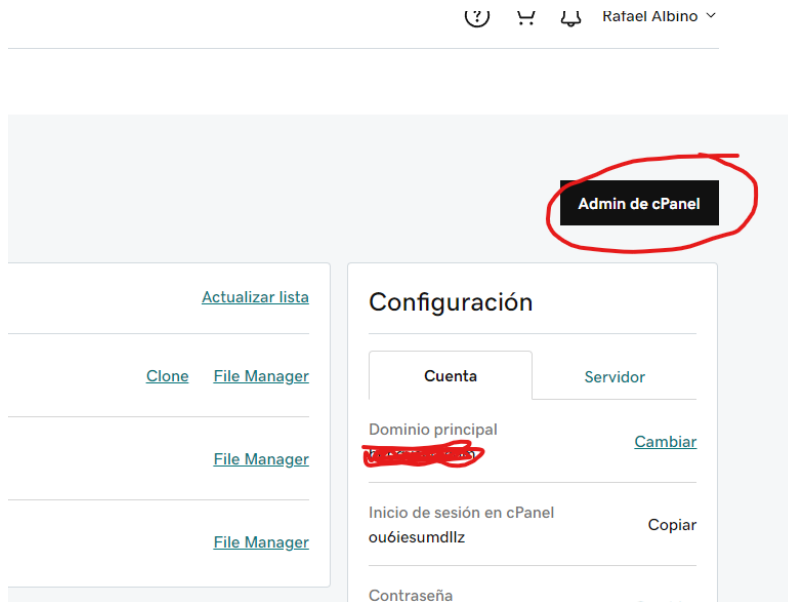 Rafael Albino
Admin de cPanel
Actualizar lista
Configuración
Clone File Manager
Cuenta Servidor
Dominio principal
Cambiar
File Manager
Inicio de sesión en cPanel
Copiar
ou6iesumdllz
File Manager
Contraseña